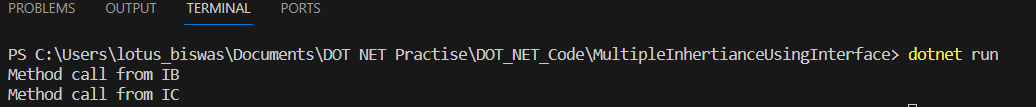 PROBLEMS OUTPUT TERMINAL PORTS
PS C:\Users\lotus_biswas\Documents\DOT NET Practise\DOT_NET_Code\MultipleInhertianceUsingInterface> dotnet run
Method call from IB
Method call from IC